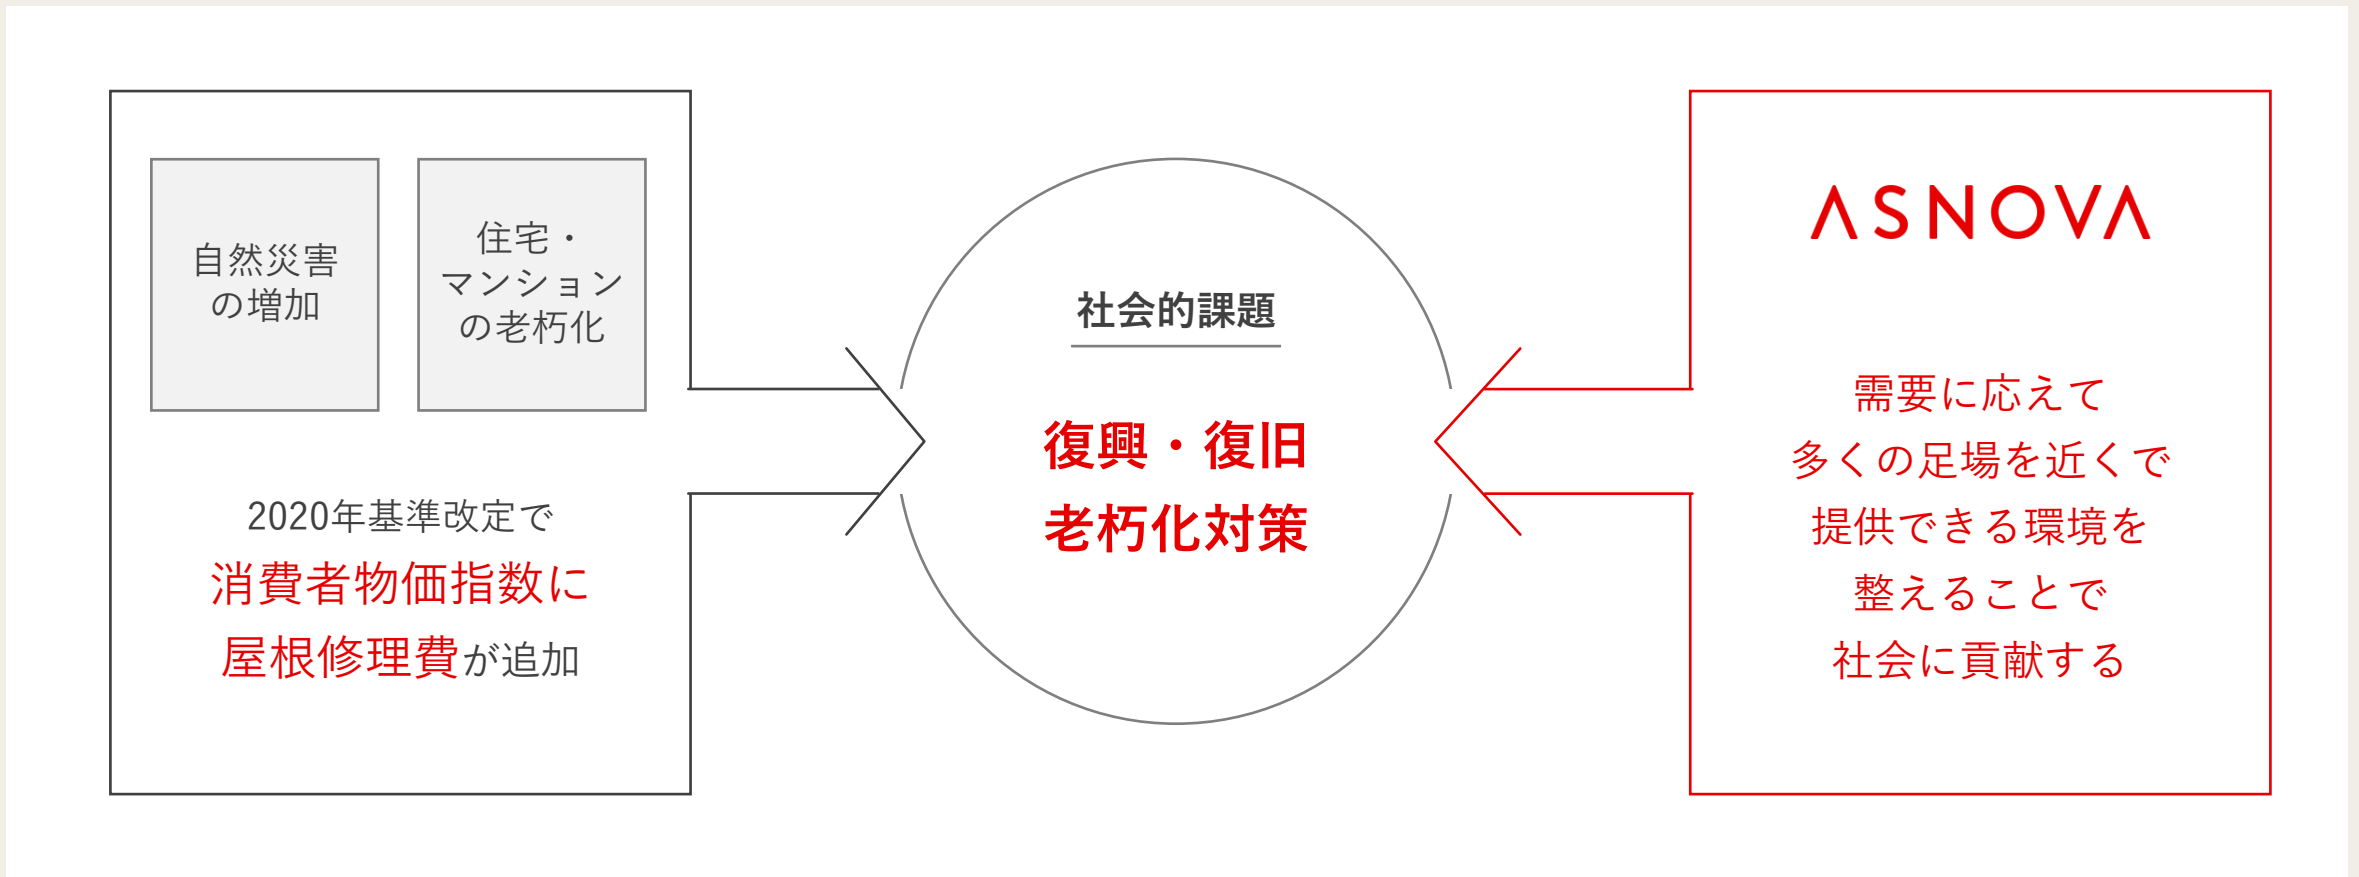 自然災害
の増加
住宅・
マンション
の老朽化
2020年基準改定で
消費者物価指数に
屋根修理費が追加
社会的課題
復興・復旧
老朽化対策
ASNOVA
需要に応えて
多くの足場を近くで
提供できる環境を
整えることで
社会に貢献する